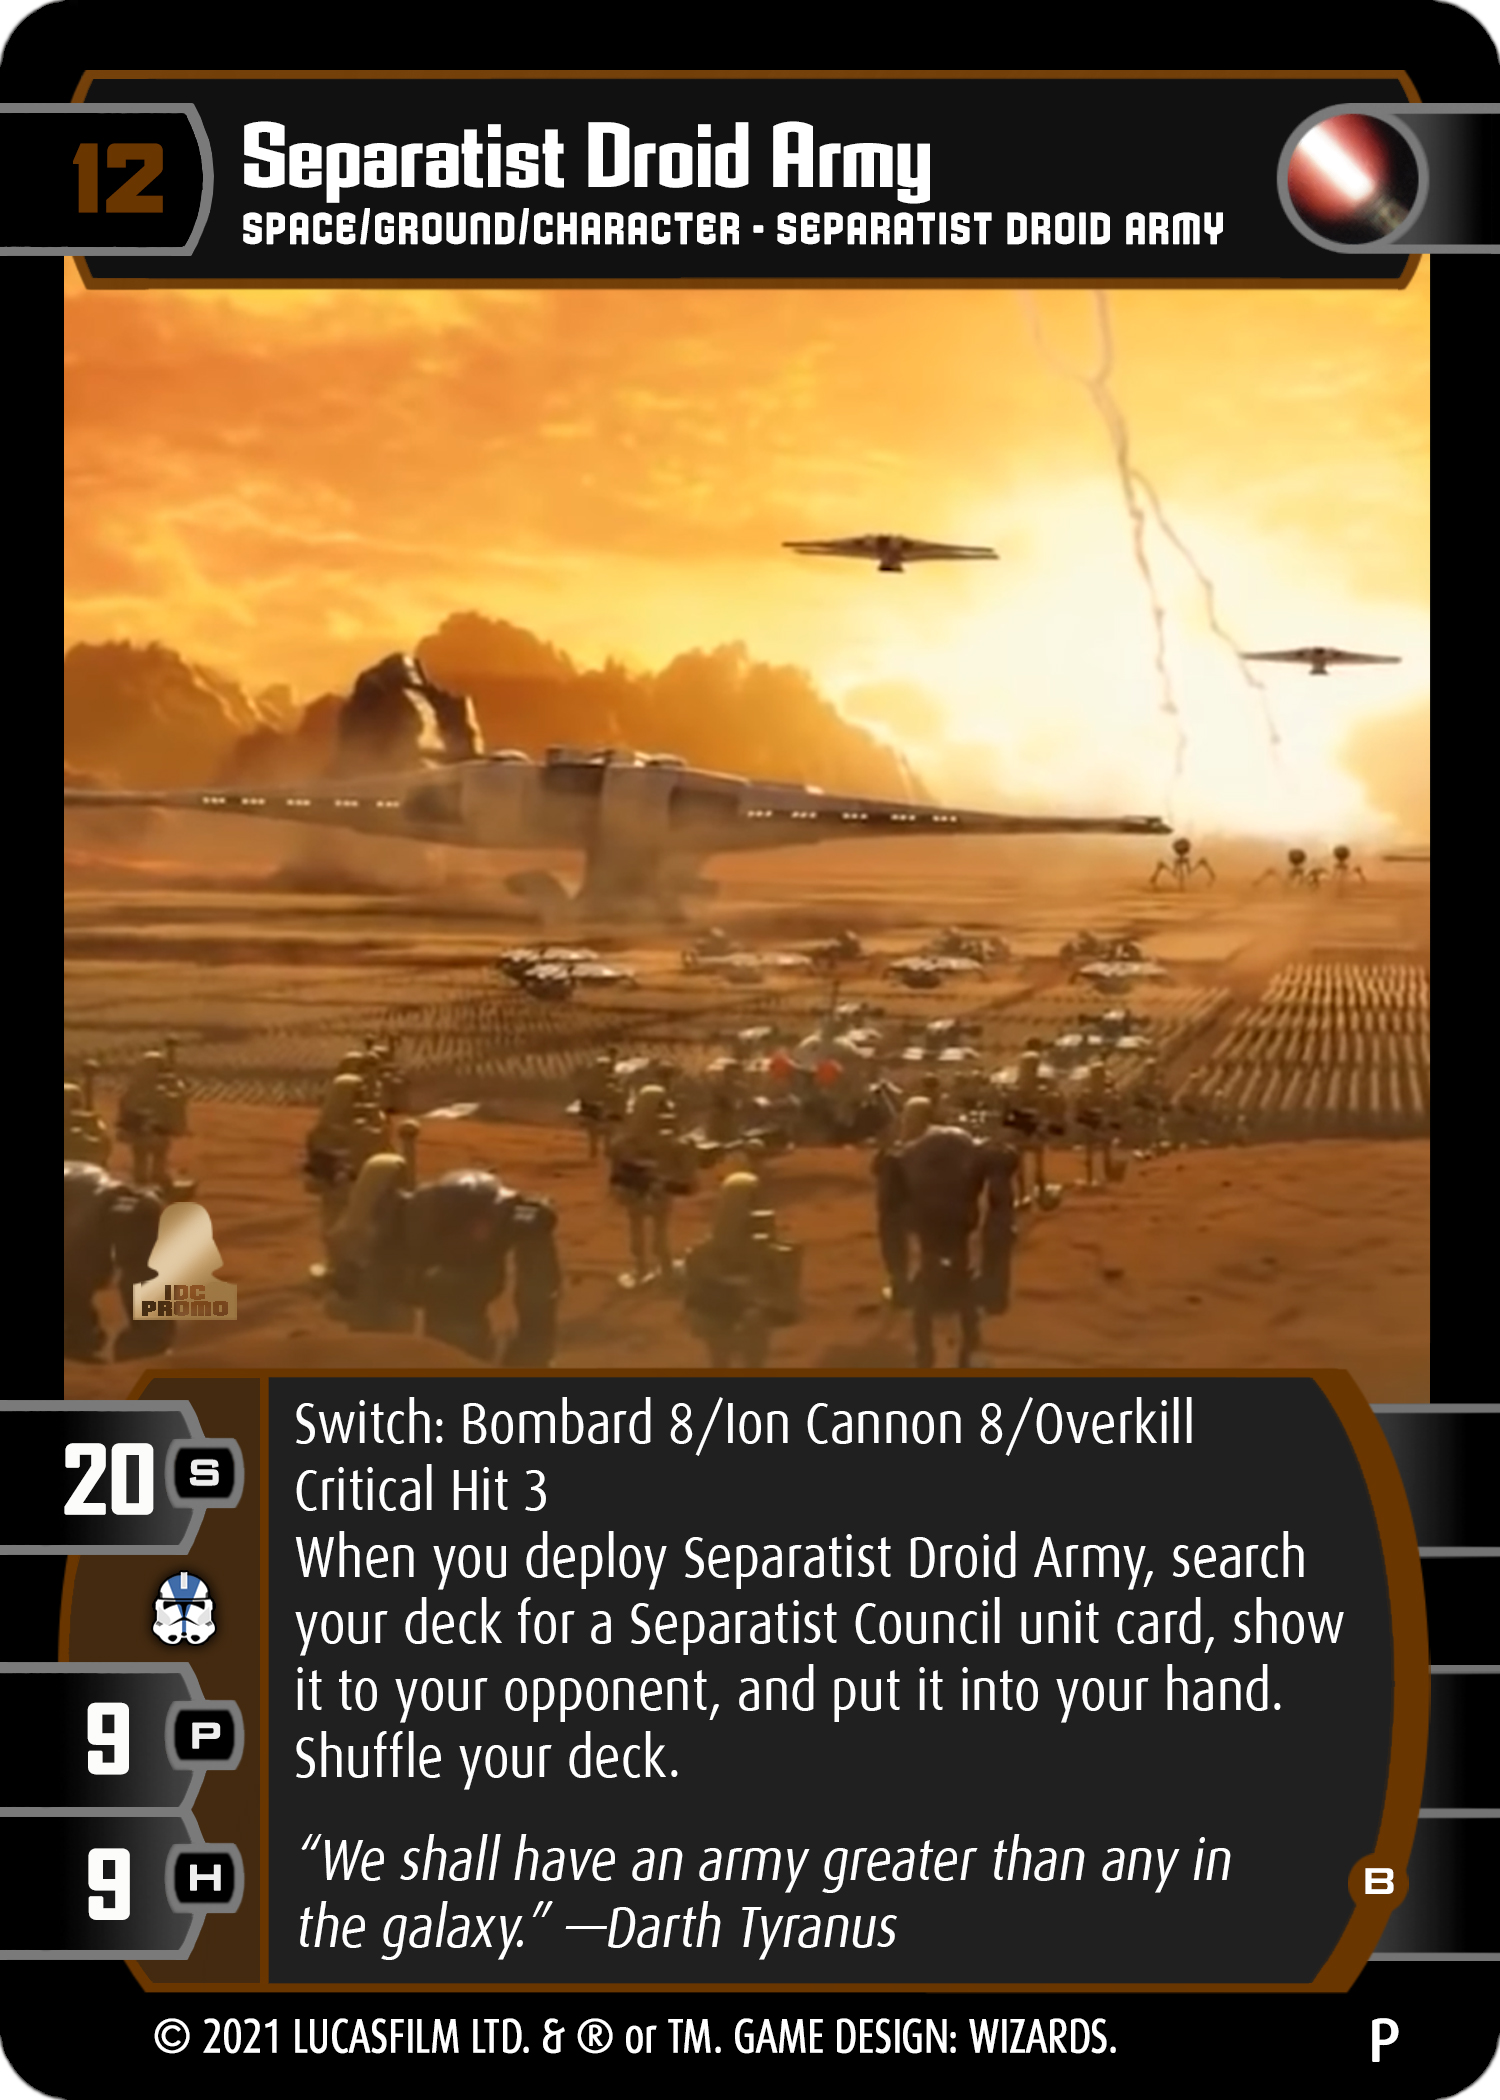 12
Separatist Droid Army
SPACE/GROUND/CHARACTER - SEPARATIST DROID ARMY
IDC
PROMO
20 S
9 P
9 H
Switch: Bombard 8/Ion Cannon 8/Overkill
Critical Hit 3
When you deploy Separatist Droid Army, search
your deck for a Separatist Council unit card, show
it to your opponent, and put it into your hand.
Shuffle your deck.
“We shall have an army greater than any in
the galaxy.” —Darth Tyranus
B
© 2021 LUCASFILM LTD. & ® or TM. GAME DESIGN: WIZARDS.
P